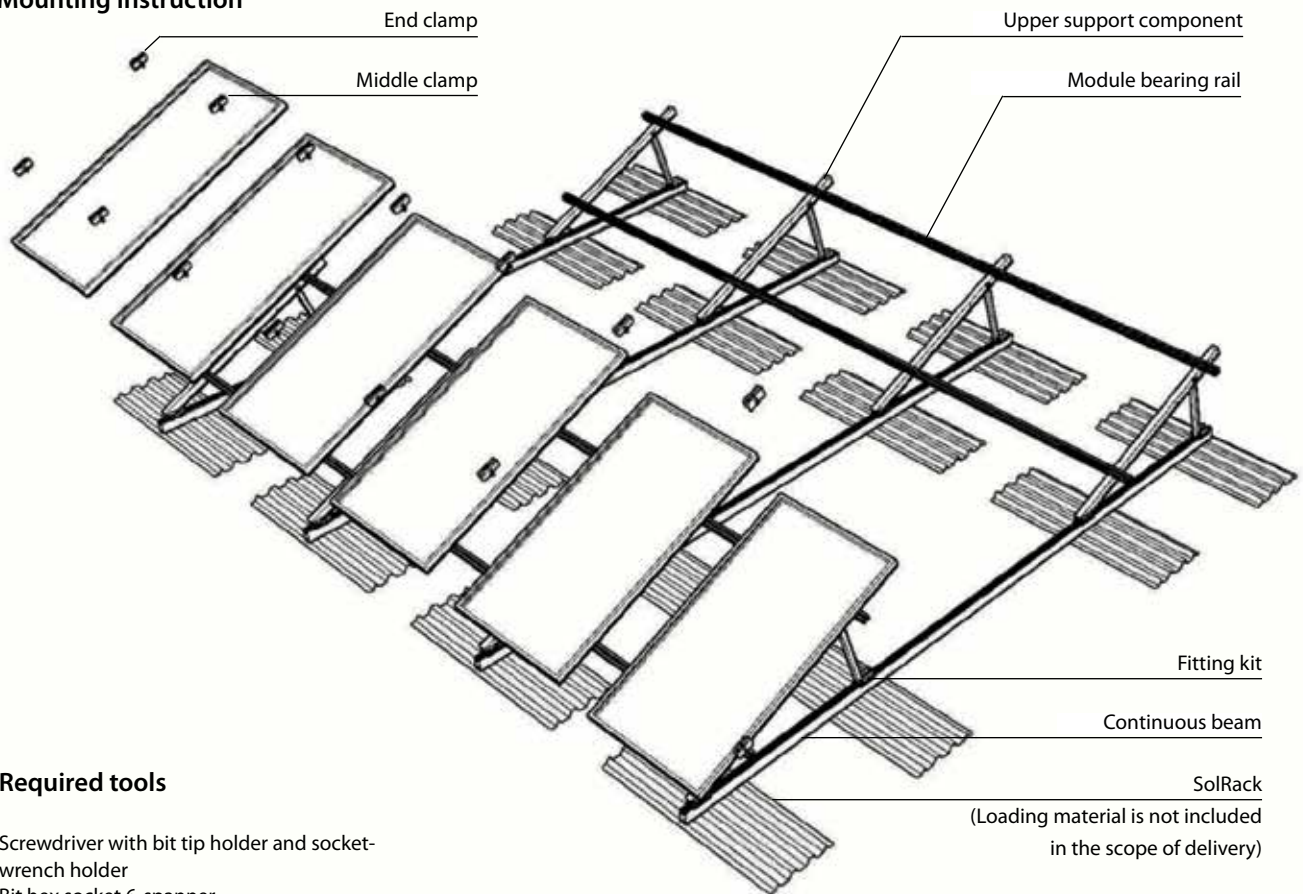 Mounting instruction
End clamp
Middle clamp
Upper support component
Module bearing rail
Fitting kit
Continuous beam
SolRack
(Loading material is not included
in the scope of delivery)
Required tools
Screwdriver with bit tip holder and socket-
wrench holder